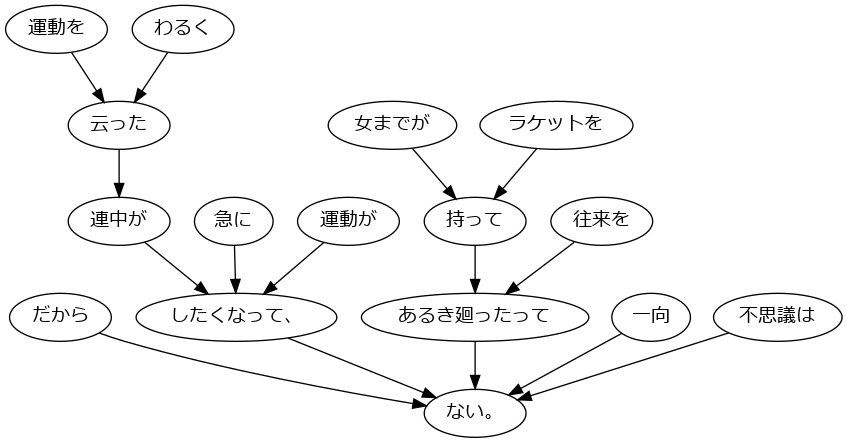 運動を わるく
云った 女までが ラケットを
連中が 急に 運動が 持って 往来を
だから したくなって、 あるき廻ったって 一向 不思議は
ない。